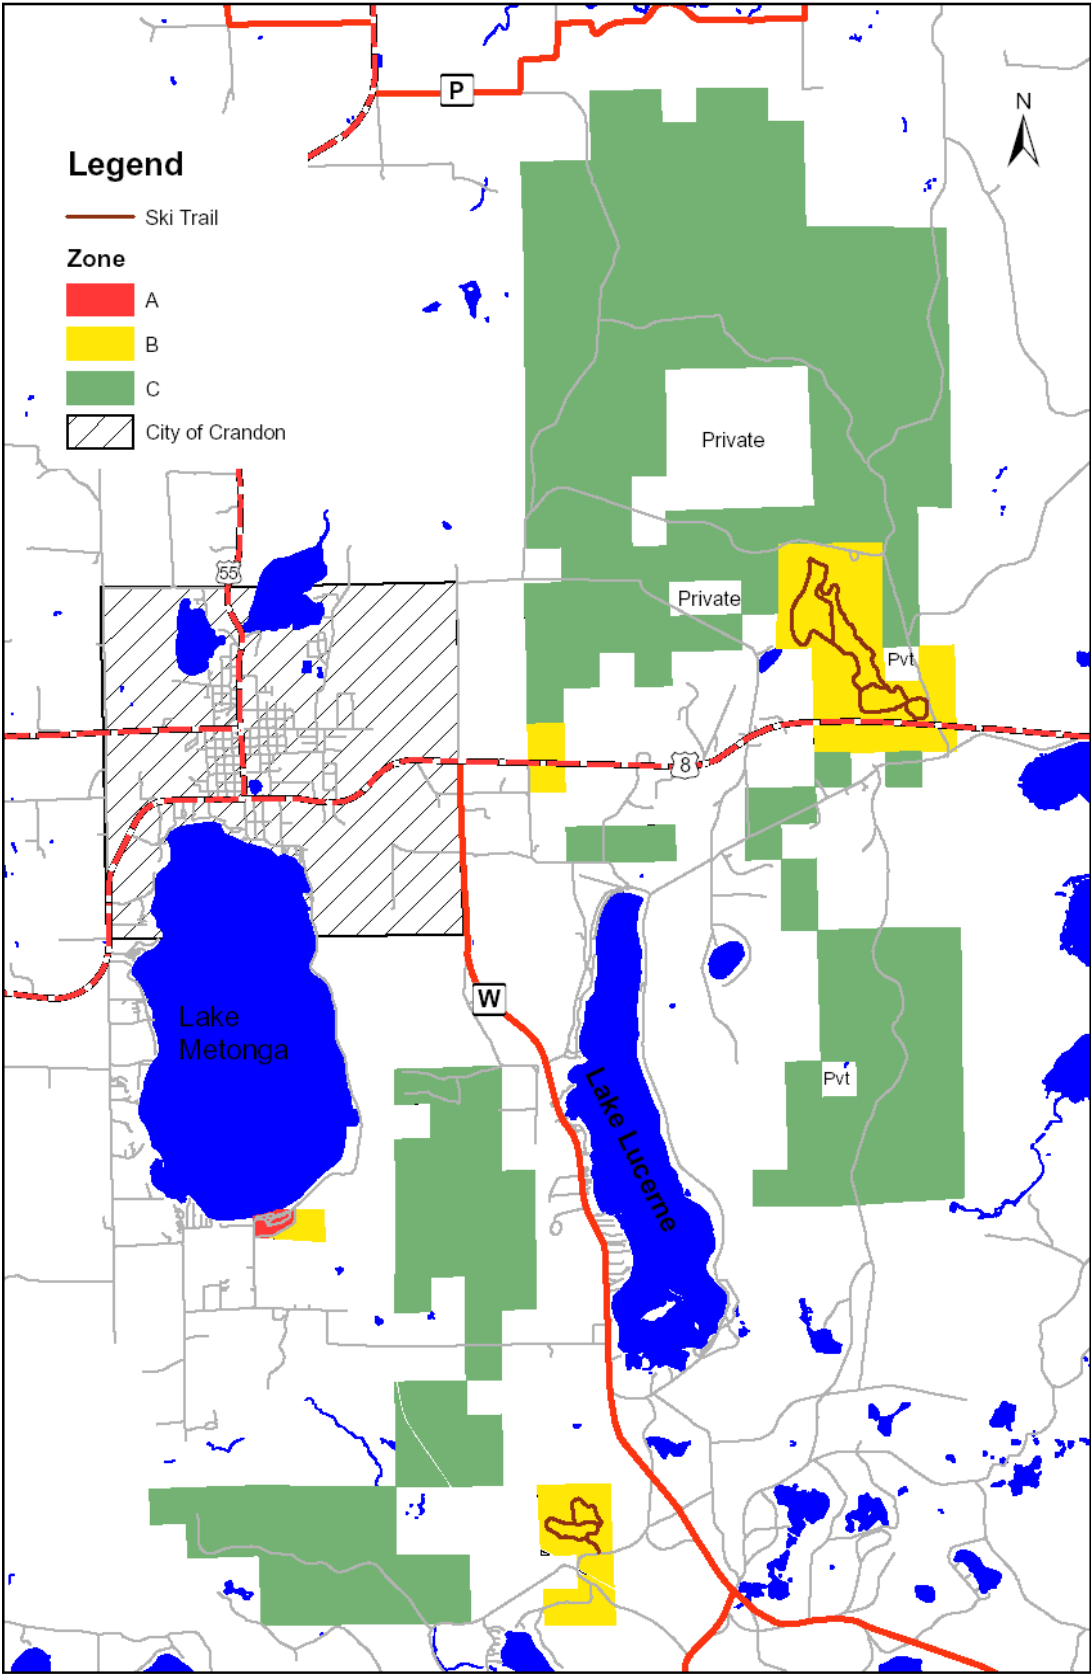 P
N
Legend
Ski Trail
Zone
A
B
C
City of Crandon
Private
55
Private
Pvt
8
W
Lake
Metonga
Lake Lucerne
Pvt